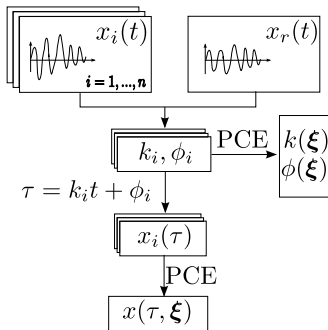 x_i(t)
i = 1, ..., n
x_r(t)
k_i, ϕ_i
PCE
k(ξ)
ϕ(ξ)
τ = k_i t + ϕ_i
x_i(τ)
PCE
x(τ, ξ)